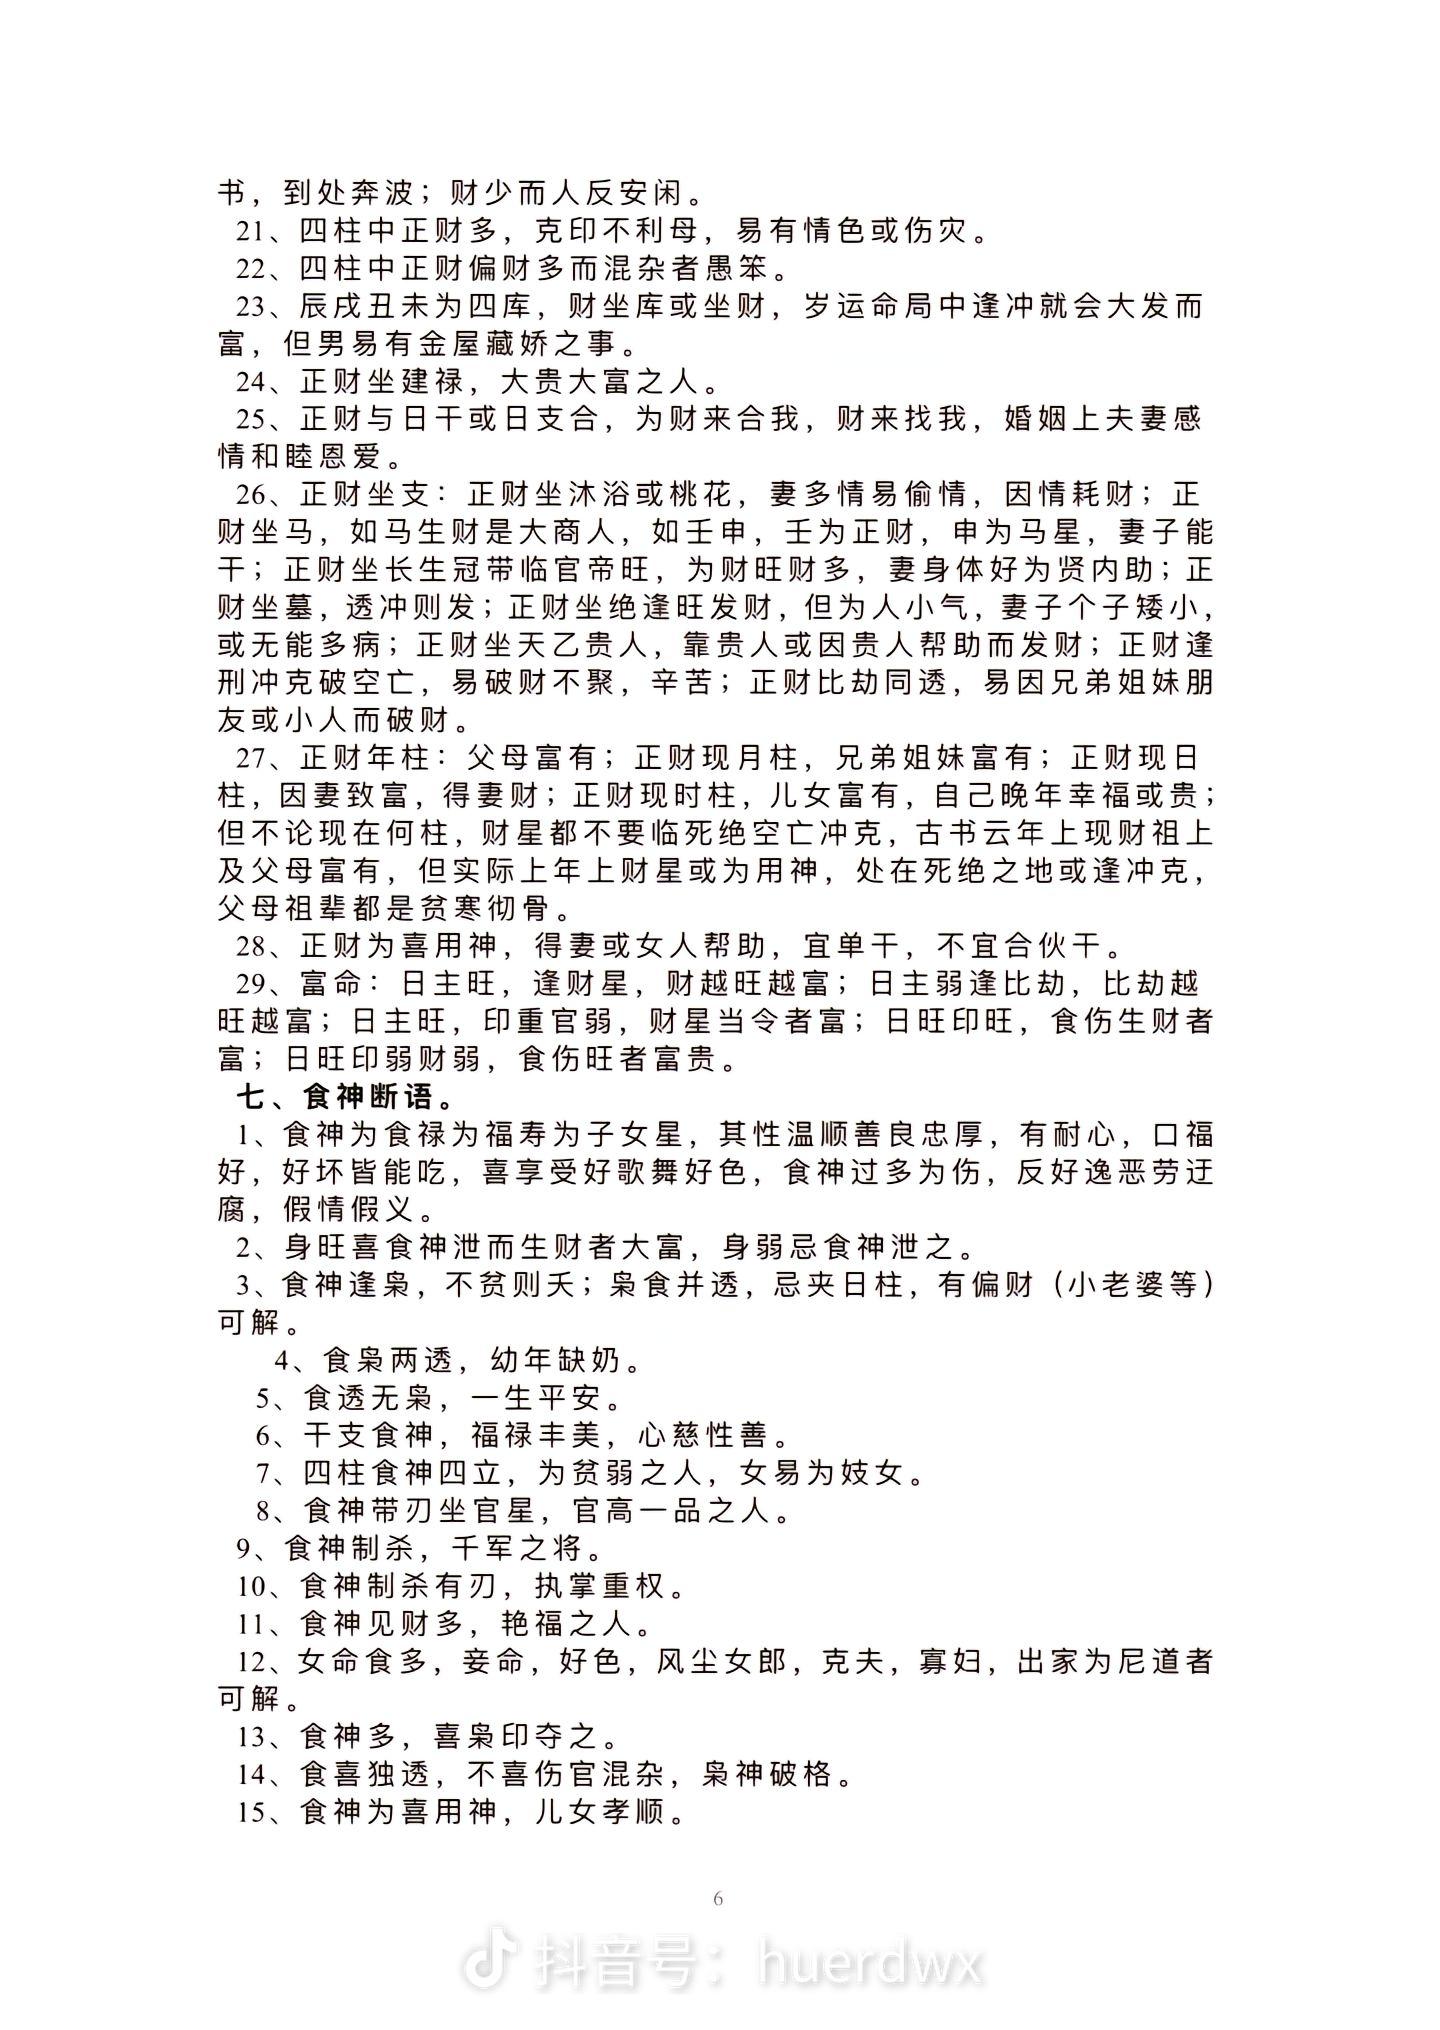 书，到处奔波；财少而人反安闲。
21、四柱中正财多，克印不利母，易有情色或伤灾。
22、四柱中正财偏财多而混杂者愚笨。
23、辰戌丑未为四库，财坐库或坐财，岁运命局中逢冲就会大发而
富，但男易有金屋藏娇之事。
24、正财坐建禄，大贵大富之人。
25、正财与日干或日支合，为财来合我，财来找我，婚姻上夫妻感
情和睦恩爱。
26、正财坐支：正财坐沐浴或桃花，妻多情易偷情，因情耗财；正
财坐马，如马生财是大商人，如壬申，壬为正财，申为马星，妻子能
干；正财坐长生冠带临官帝旺，为财旺财多，妻身体好为贤内助；正
财坐墓，透冲则发；正财坐绝逢旺发财，但为人小气，妻子个子矮小，
或无能多病；正财坐天乙贵人，靠贵人或因贵人帮助而发财；正财逢
刑冲克破空亡，易破财不聚，辛苦；正财比劫同透，易因兄弟姐妹朋
友或小人而破财。
27、正财年柱：父母富有；正财现月柱，兄弟姐妹富有；正财现日
柱，因妻致富，得妻财；正财现时柱，儿女富有，自己晚年幸福或贵；
但不论现在何柱，财星都不要临死绝空亡冲克，古书云年上现财祖上
及父母富有，但实际上年上财星或为用神，处在死绝之地或逢冲克，
父母祖辈都是贫寒彻骨。
28、正财为喜用神，得妻或女人帮助，宜单干，不宜合伙干。
29、富命：日主旺，逢财星，财越旺越富；日主弱逢比劫，比劫越
旺越富；日主旺，印重官弱，财星当令者富；日旺印旺，食伤生财者
富；日旺印弱财弱，食伤旺者富贵。
七、食神断语。
1、食神为食禄为福寿为子女星，其性温顺善良忠厚，有耐心，口福
好，好坏皆能吃，喜享受好歌舞好色，食神过多为伤，反好逸恶劳迂
腐，假情假义。
2、身旺喜食神泄而生财者大富，身弱忌食神泄之。
3、食神逢枭，不贫则夭；枭食并透，忌夹日柱，有偏财（小老婆等）
可解。
4、食枭两透，幼年缺奶。
5、食透无枭，一生平安。
6、干支食神，福禄丰美，心慈性善。
7、四柱食神四立，为贫弱之人，女易为妓女。
8、食神带刃坐官星，官高一品之人。
9、食神制杀，千军之将。
10、食神制杀有刃，执掌重权。
11、食神见财多，艳福之人。
12、女命食多，妾命，好色，风尘女郎，克夫，寡妇，出家为尼道者
可解。
13、食神多，喜枭印夺之。
14、食喜独透，不喜伤官混杂，枭神破格。
15、食神为喜用神，儿女孝顺。
6
抖音号：huerdwx